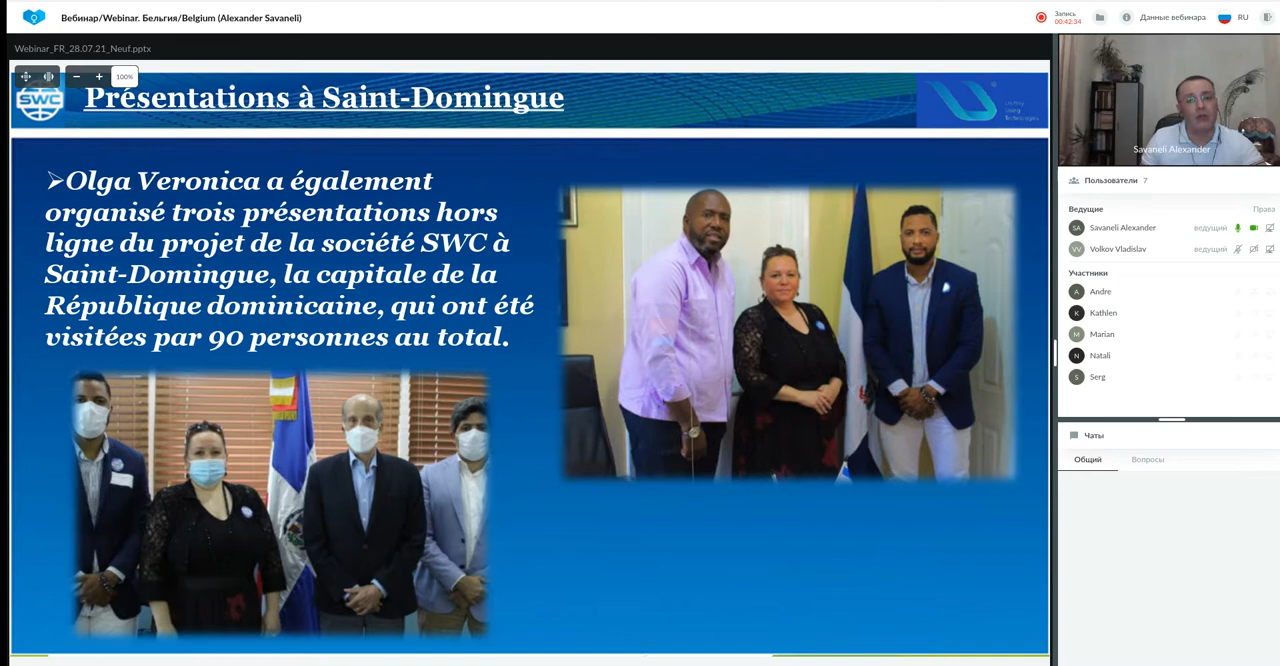 Вебинар/Webinar. Бельгия/Belgium (Alexander Savaneli)
Запись
00:42:34
Данные вебинара
RU
Webinar_FR_28.07.21_Neuf.pptx
100%
SWC
Présentations à Saint-Domingue
➢Olga Veronica a également
organisé trois présentations hors
ligne du projet de la société SWC à
Saint-Domingue, la capitale de la
République dominicaine, qui ont été
visitées par 90 personnes au total.
Savaneli Alexander
Пользователи 7
Ведущие
Права
SA Savaneli Alexander ведущий
VV Volkov Vladislav ведущий
Участники
A Andre
K Kathlen
M Marian
N Natali
S Serg
Чаты
Общий
Вопросы